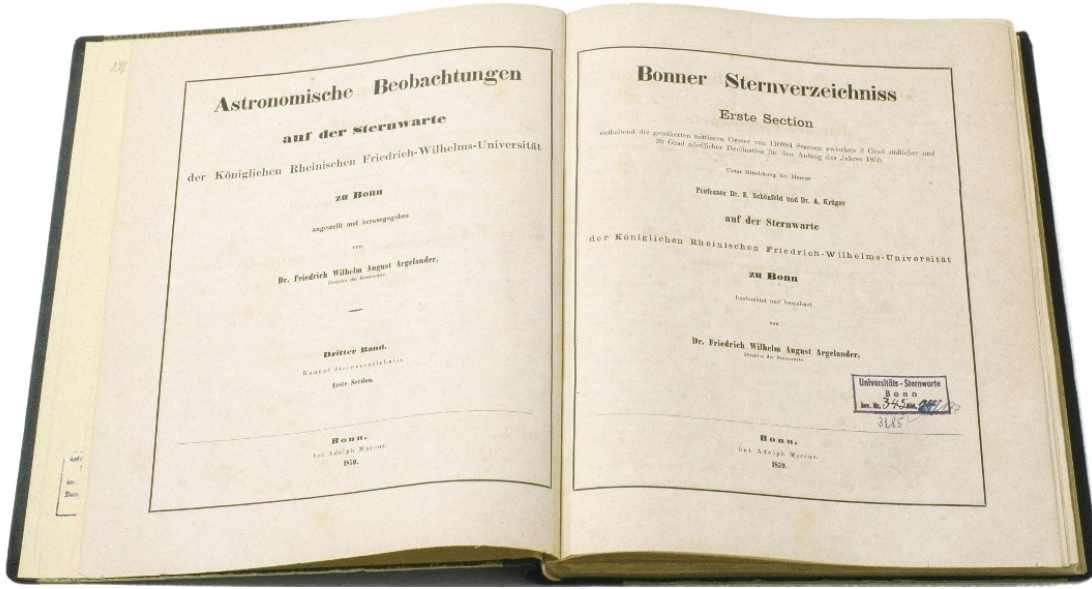 291
Astronomische Beobachtungen
auf der Sternwarte
der Königlichen Rheinischen Friedrich-Wilhelms-Universität
zu Bonn
angestellt und herausgegeben
von
Dr. Friedrich Wilhelm August Argelander,
Director der Sternwarte
Dritter Band.
Bonner Sternverzeichniss
Erste Section.
Bonn,
bei Adolph Marcus.
1859.
Bonner Sternverzeichniss
Erste Section
enthaltend die genäherten mittleren Oerter von 110984 Sternen zwischen 2 Grad südlicher und
20 Grad nördlicher Declination für den Anfang des Jahres 1855.
Unter Mitwirkung der Herren
Professor Dr. E. Schönfeld und Dr. A. Krüger
auf der Sternwarte
der Königlichen Rheinischen Friedrich-Wilhelms-Universität
zu Bonn
beobachtet und berechnet
von
Dr. Friedrich Wilhelm August Argelander,
Director der Sternwarte
Universitäts-Sternwarte
Bonn
Inv. Nr. 345
3185
Bonn,
bei Adolph Marcus.
1859.